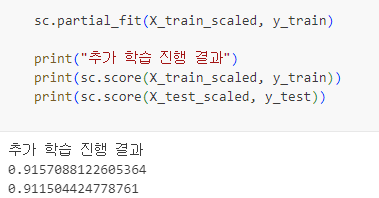 sc.partial_fit(X_train_scaled, y_train)
print("추가 학습 진행 결과")
print(sc.score(X_train_scaled, y_train))
print(sc.score(X_test_scaled, y_test))
추가 학습 진행 결과
0.9157088122605364
0.911504424778761